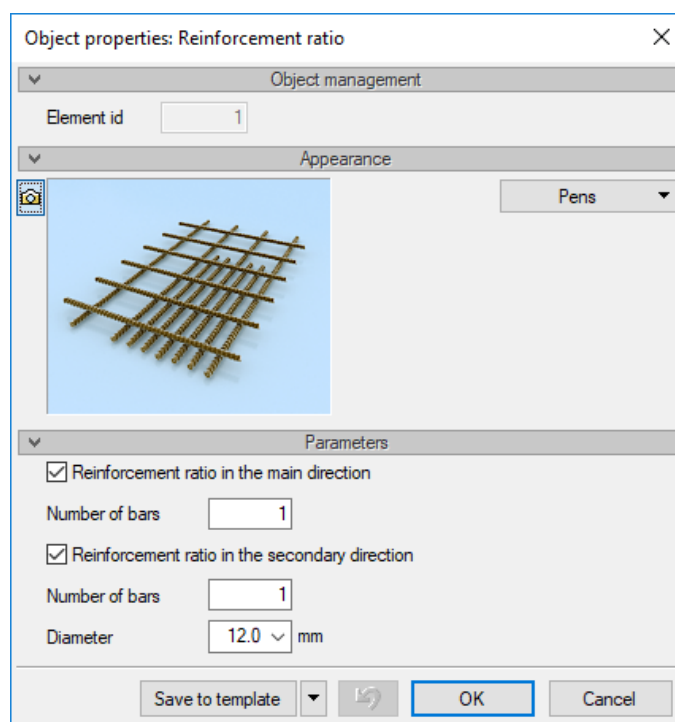 Object properties: Reinforcement ratio
Object management
Element id 1
Appearance
Pens
Parameters
Reinforcement ratio in the main direction
Number of bars 1
Reinforcement ratio in the secondary direction
Number of bars 1
Diameter 12.0 mm
Save to template OK Cancel